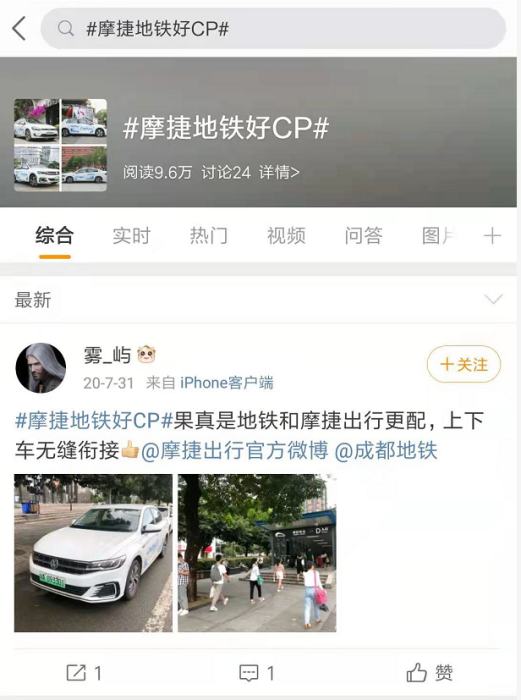 #摩捷地铁好CP#
#摩捷地铁好CP#
阅读9.6万 讨论24 详情>
综合 实时 热门 视频 问答 图
最新
雾_屿
+关注
20-7-31 来自 iPhone客户端
#摩捷地铁好CP#果真是地铁和摩捷出行更配，上下
车无缝衔接@摩捷出行官方微博 @成都地铁
1 1 赞